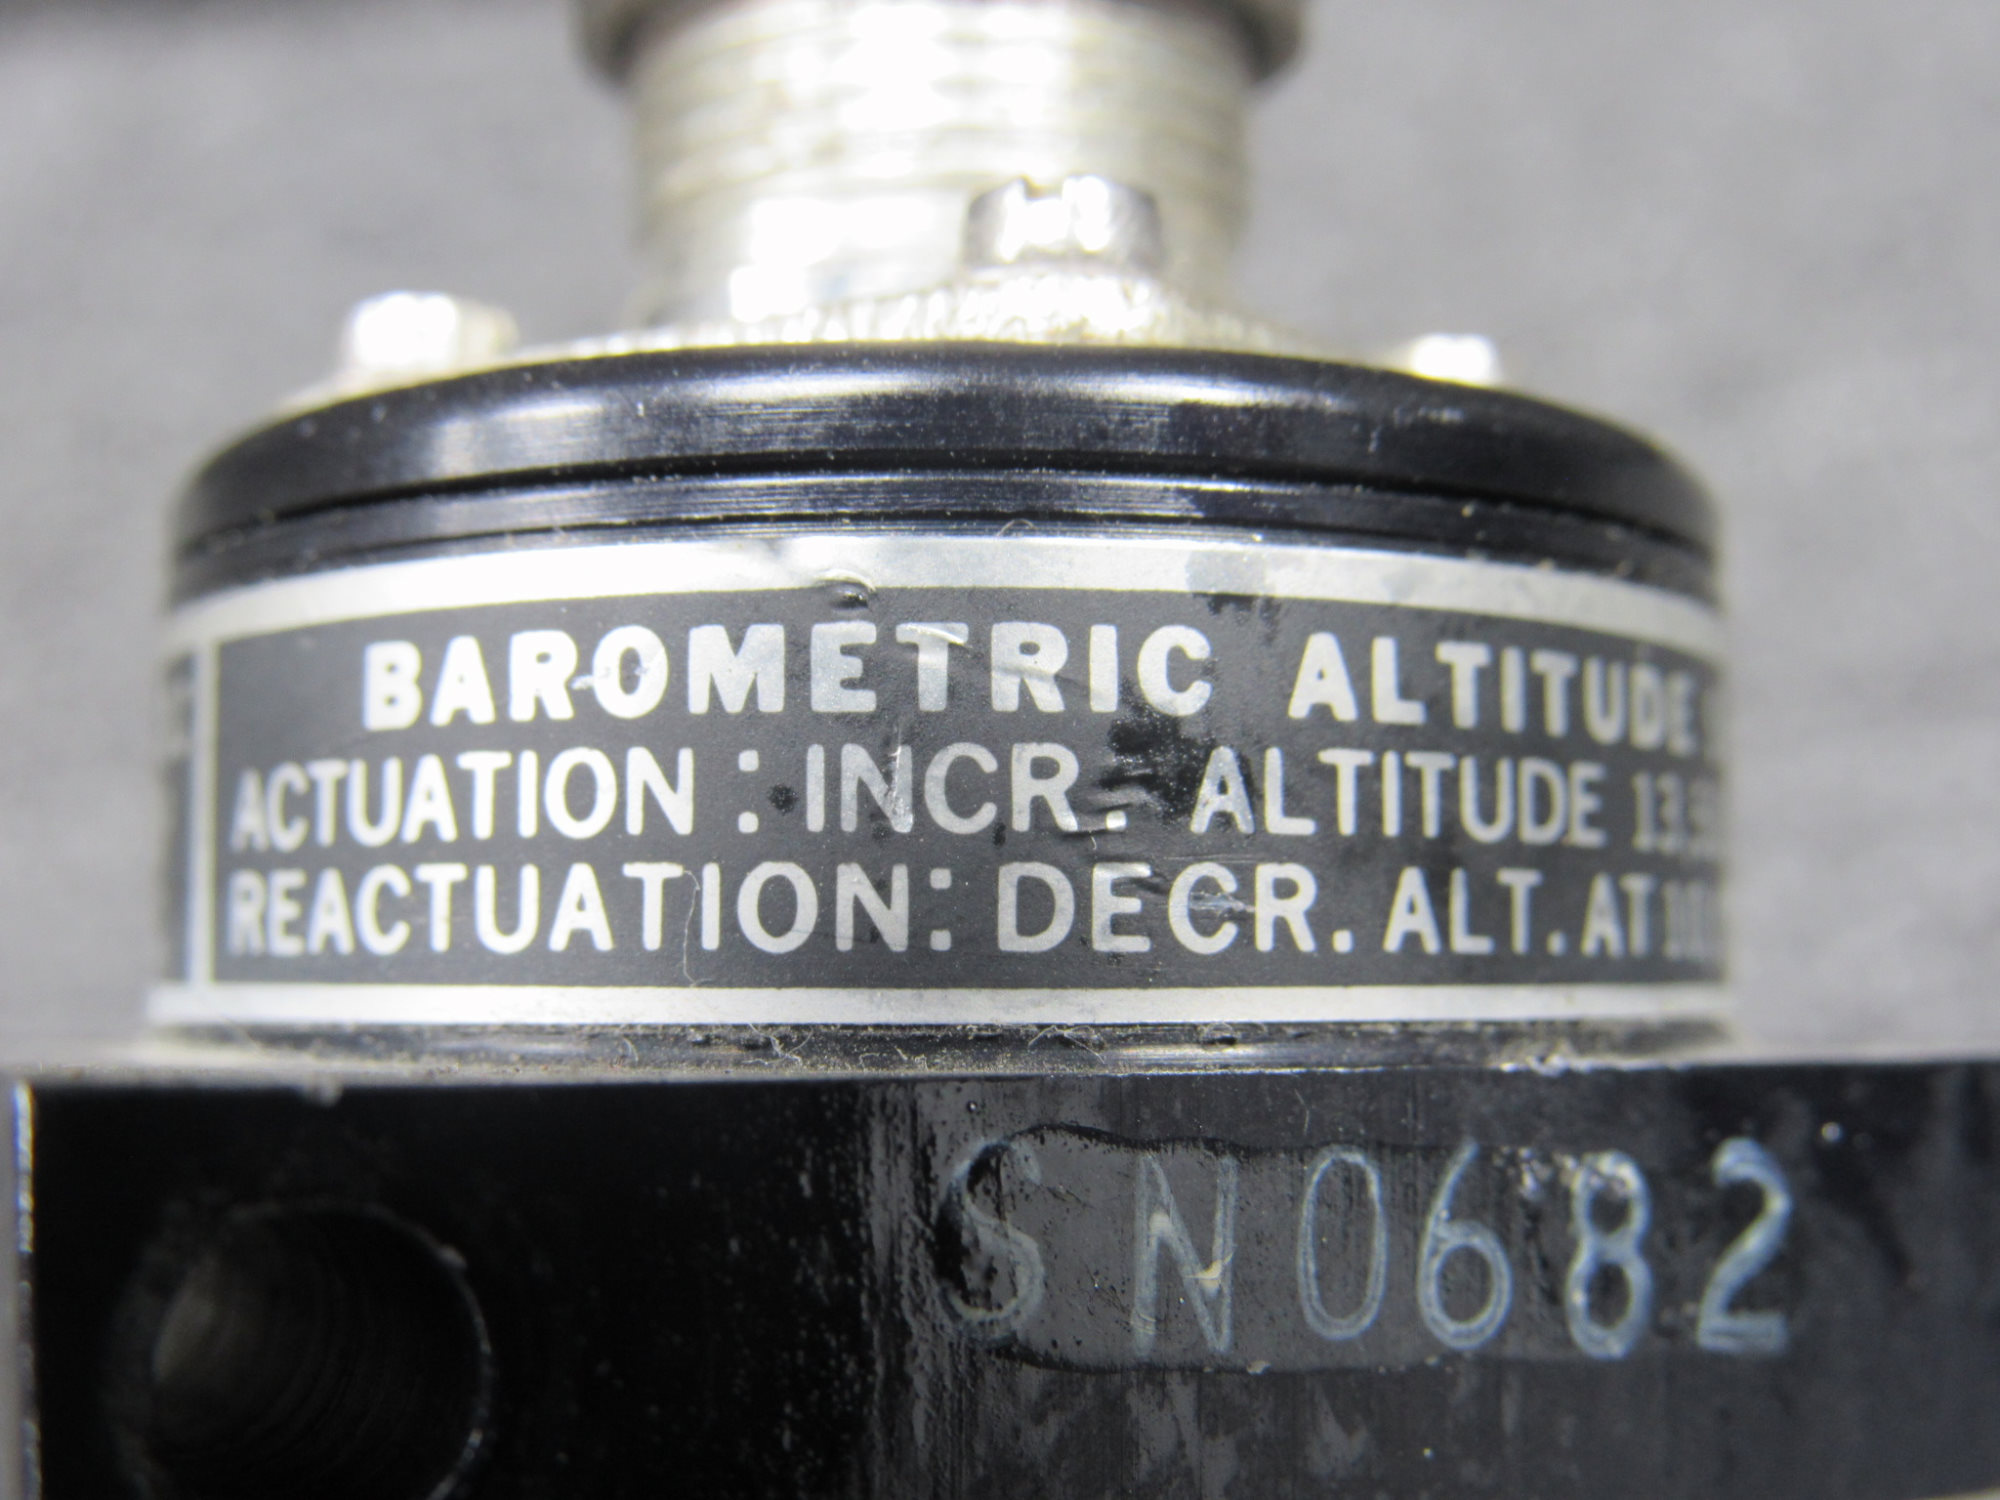 BAROMETRIC ALTITUDE
ACTUATION: INCR. ALTITUDE
REACTUATION: DECR. ALT. AT
SN0682